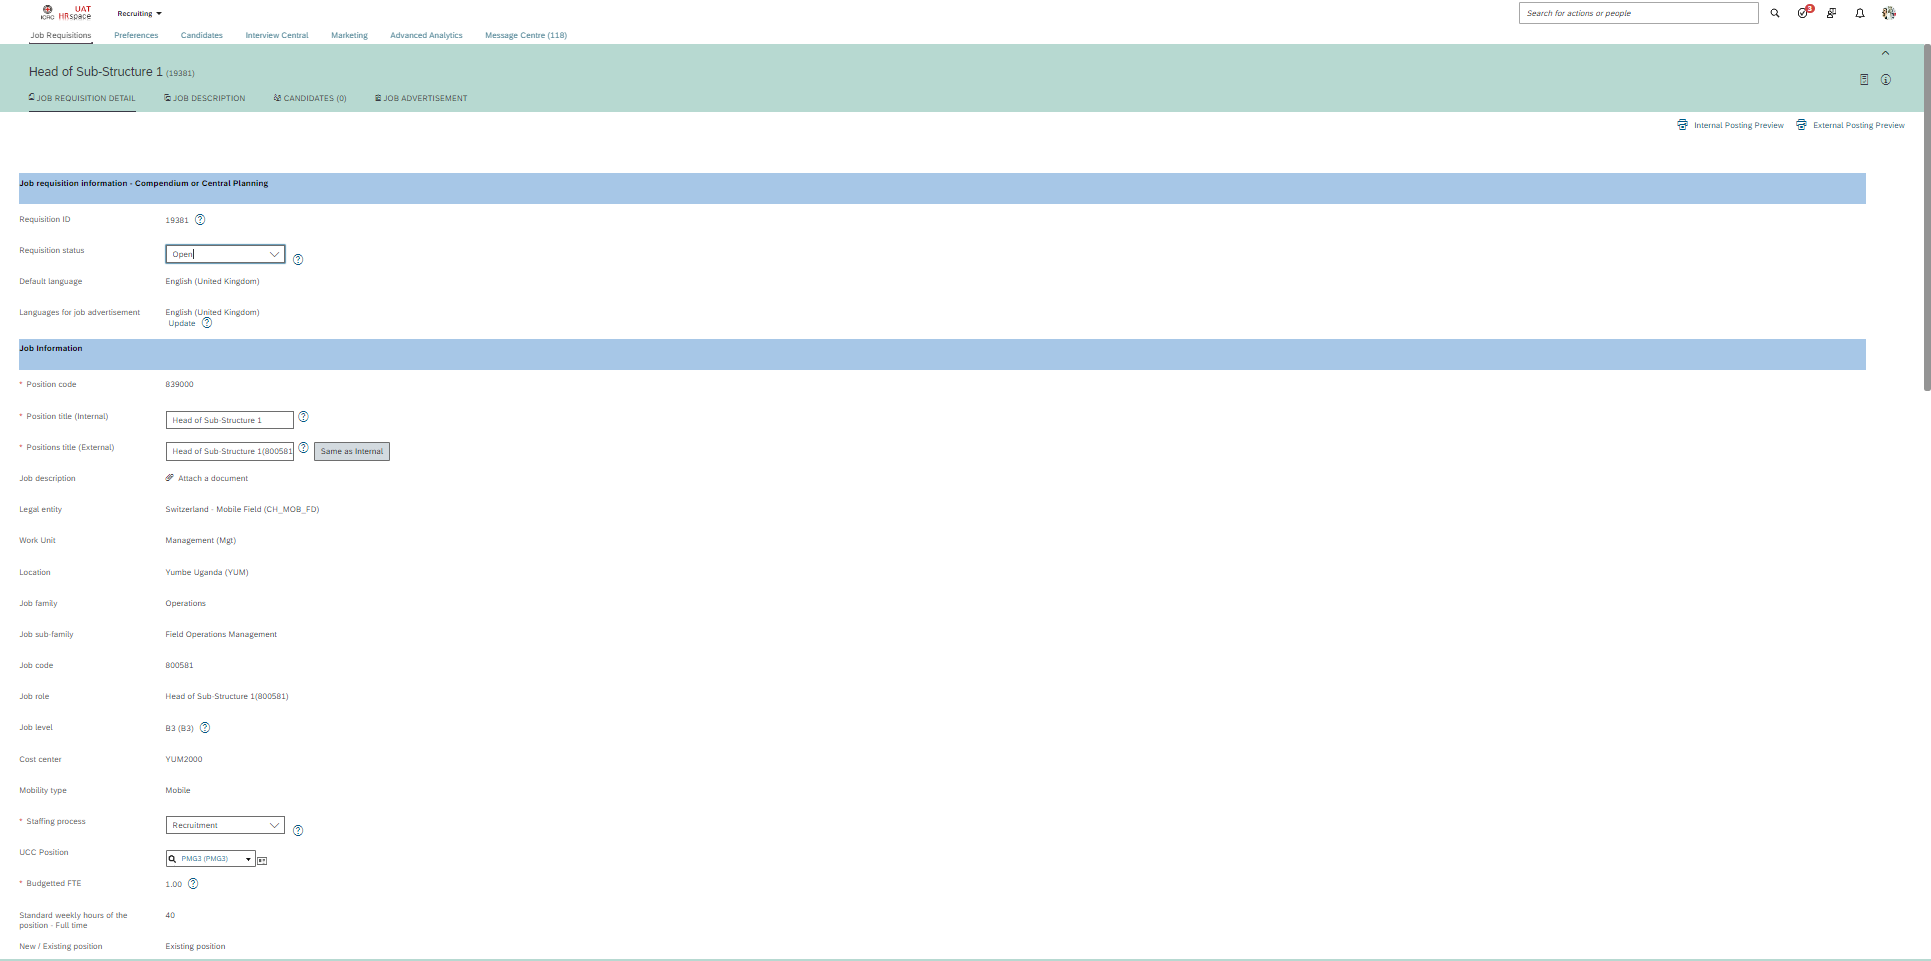 ICRC UAT HRspace Recruiting Search for actions or people 3
Job Requisitions Preferences Candidates Interview Central Marketing Advanced Analytics Message Centre (118)
Head of Sub-Structure 1 (19381)
JOB REQUISITION DETAIL JOB DESCRIPTION CANDIDATES (0) JOB ADVERTISEMENT
Internal Posting Preview External Posting Preview
Job requisition information - Compendium or Central Planning
Requisition ID 19381 ?
Requisition status Open ?
Default language English (United Kingdom)
Languages for job advertisement English (United Kingdom)
Update ?
Job Information
* Position code 839000
* Position title (Internal) Head of Sub-Structure 1 ?
* Positions title (External) Head of Sub-Structure 1(800581 ? Same as Internal
Job description Attach a document
Legal entity Switzerland - Mobile Field (CH_MOB_FD)
Work Unit Management (Mgt)
Location Yumbe Uganda (YUM)
Job family Operations
Job sub-family Field Operations Management
Job code 800581
Job role Head of Sub-Structure 1(800581)
Job level B3 (B3) ?
Cost center YUM2000
Mobility type Mobile
* Staffing process Recruitment ?
UCC Position PMG3 (PMG3)
* Budgetted FTE 1.00 ?
Standard weekly hours of the 40
position - Full time
New / Existing position Existing position